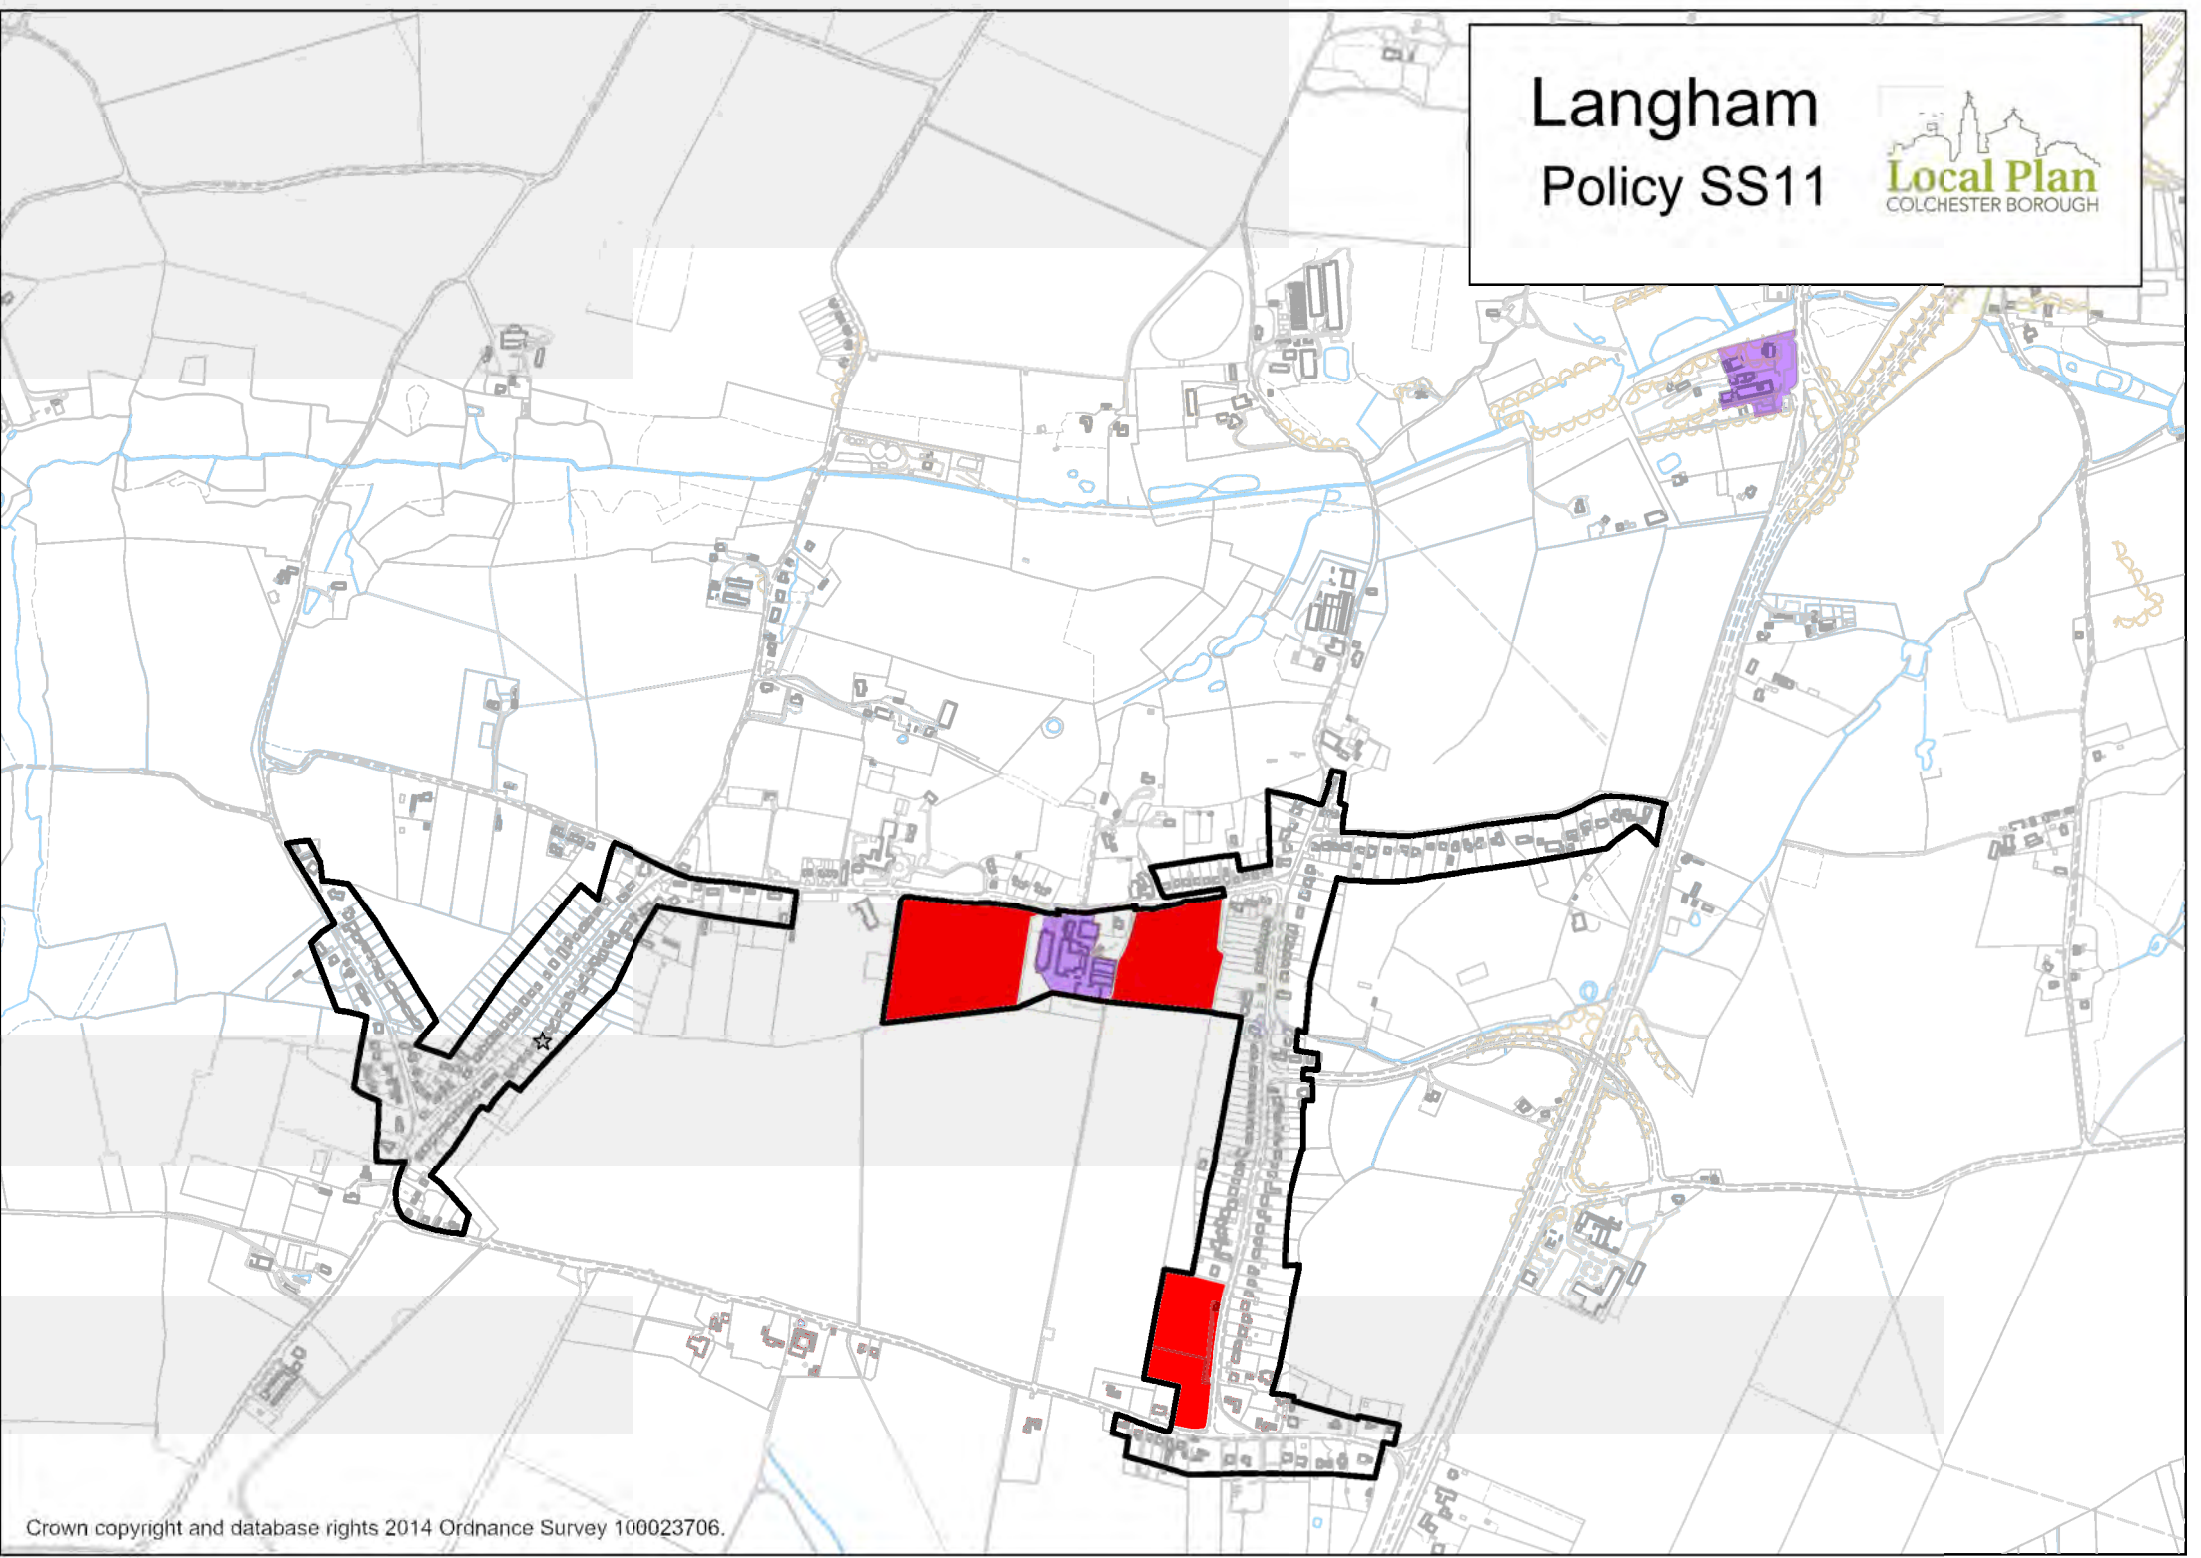 Langham
Policy SS11
Local Plan
COLCHESTER BOROUGH
Crown copyright and database rights 2014 Ordnance Survey 100023706.